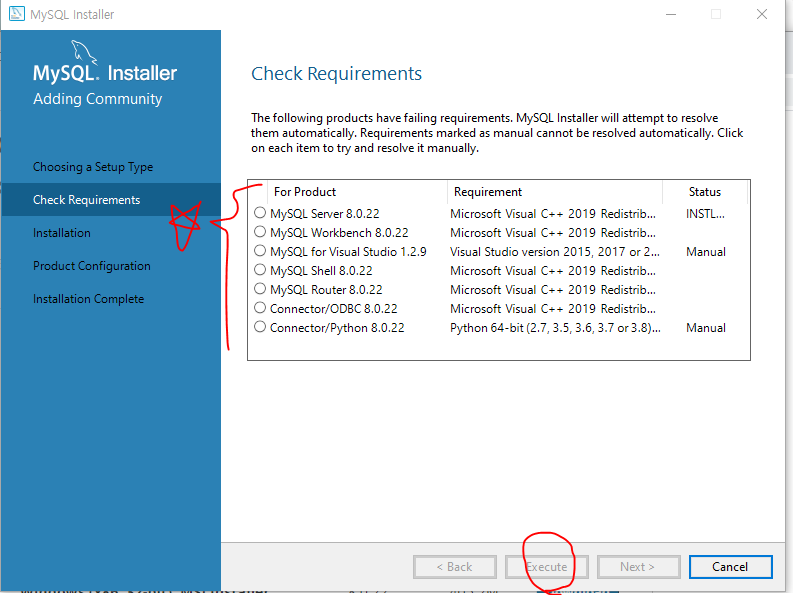 MySQL Installer
MySQL. Installer
Adding Community
Choosing a Setup Type
Check Requirements
Installation
Product Configuration
Installation Complete
Check Requirements
The following products have failing requirements. MySQL Installer will attempt to resolve
them automatically. Requirements marked as manual cannot be resolved automatically. Click
on each item to try and resolve it manually.
For Product Requirement Status
MySQL Server 8.0.22 Microsoft Visual C++ 2019 Redistrib... INSTL...
MySQL Workbench 8.0.22 Microsoft Visual C++ 2019 Redistrib...
MySQL for Visual Studio 1.2.9 Visual Studio version 2015, 2017 or 2... Manual
MySQL Shell 8.0.22 Microsoft Visual C++ 2019 Redistrib...
MySQL Router 8.0.22 Microsoft Visual C++ 2019 Redistrib...
Connector/ODBC 8.0.22 Microsoft Visual C++ 2019 Redistrib...
Connector/Python 8.0.22 Python 64-bit (2.7, 3.5, 3.6, 3.7 or 3.8)... Manual
< Back Execute Next > Cancel